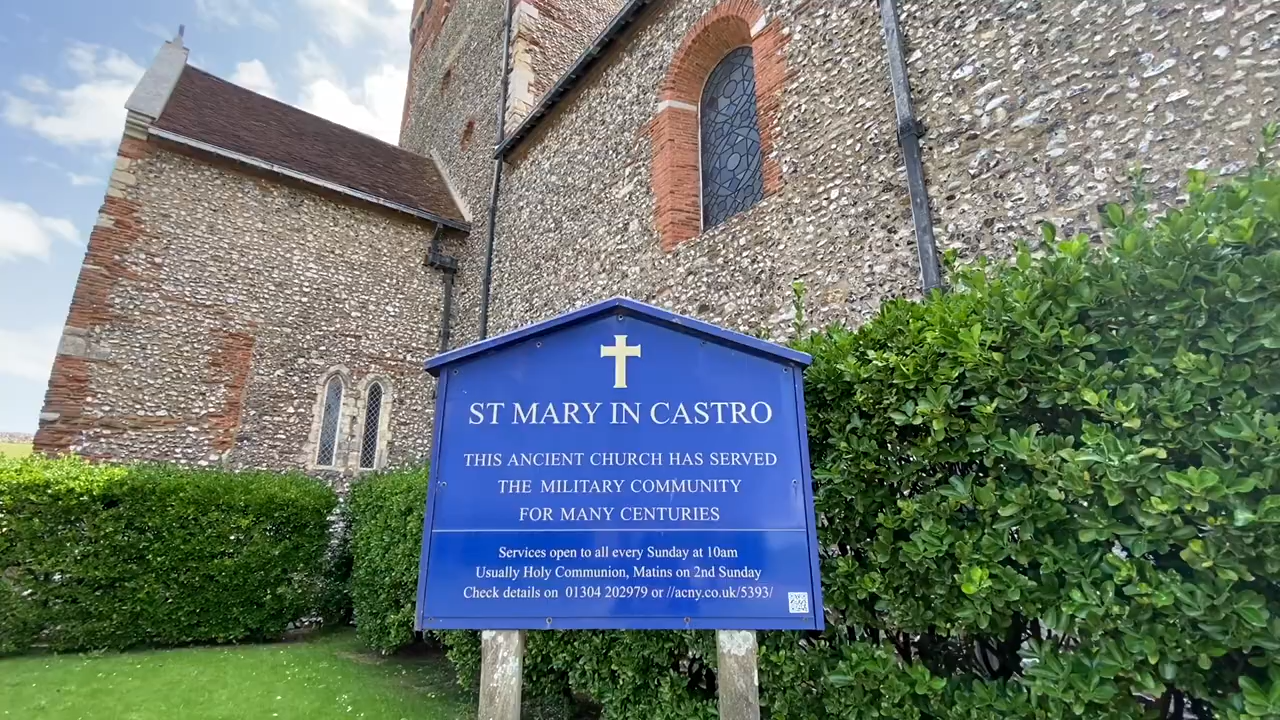 ST MARY IN CASTRO
THIS ANCIENT CHURCH HAS SERVED
THE MILITARY COMMUNITY
FOR MANY CENTURIES
Services open to all every Sunday at 10am
Usually Holy Communion, Matins on 2nd Sunday
Check details on 01304 202979 or //acny.co.uk/5393/